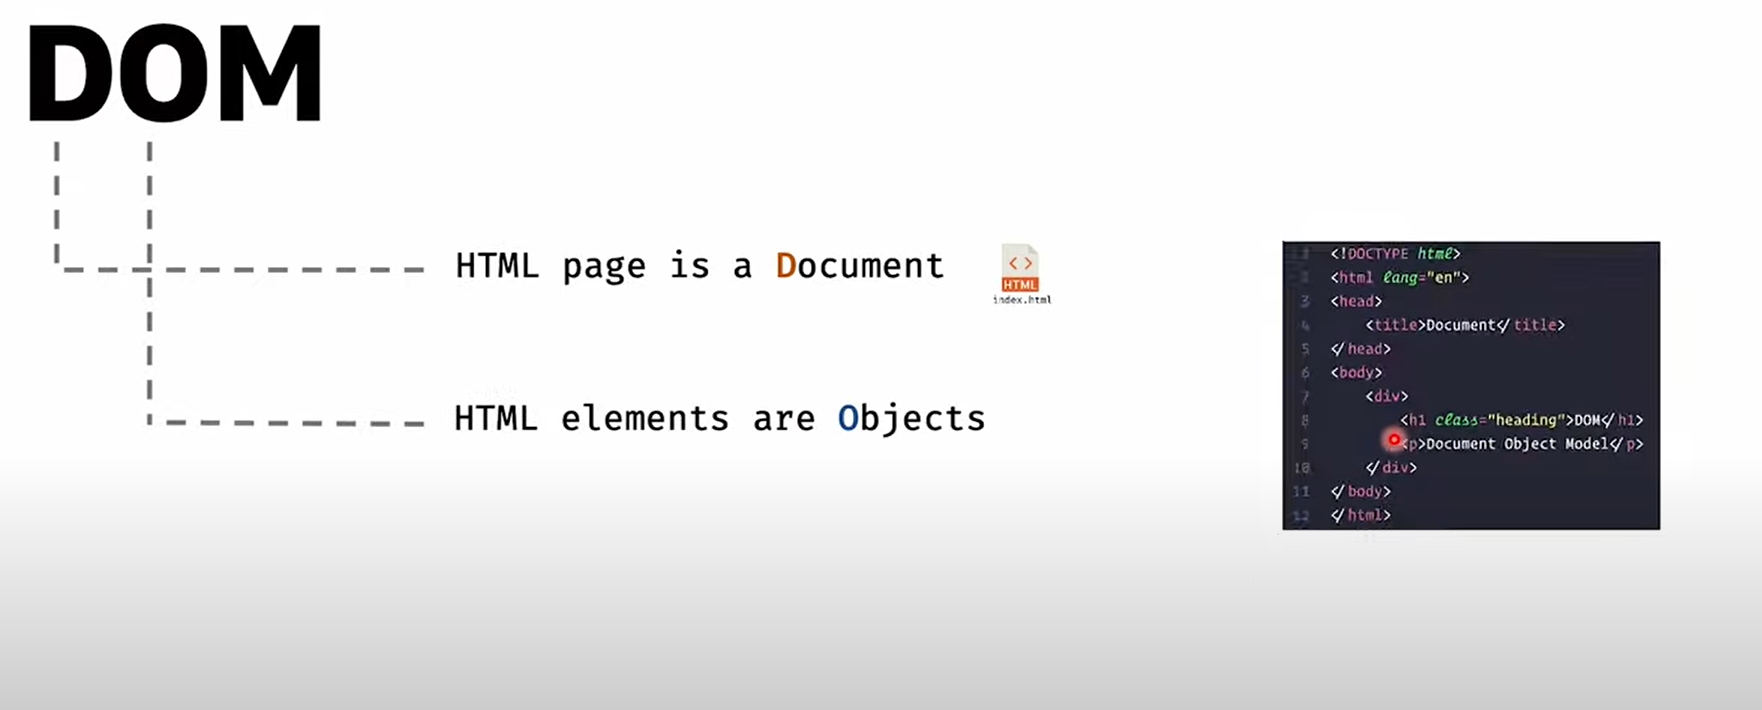 DOM
HTML page is a Document
HTML
index.html
HTML elements are Objects
1 <!DOCTYPE html>
2 <html lang="en">
3 <head>
4 <title>Document</title>
5 </head>
6 <body>
7 <div>
8 <h1 class="heading">DOM</h1>
9 <p>Document Object Model</p>
10 </div>
11 </body>
12 </html>